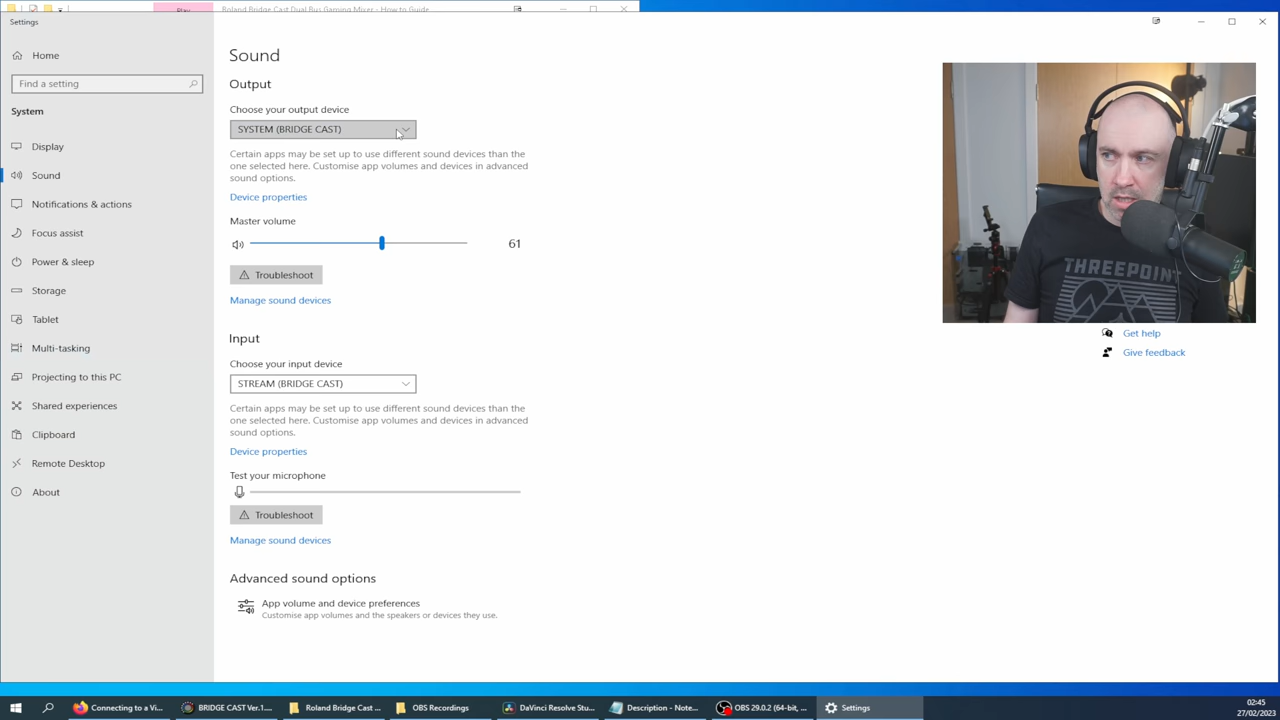 Play
Roland Bridge Cast Dual Bus Gaming Mixer - How to Guide
Settings
Home
Find a setting
System
Display
Sound
Notifications & actions
Focus assist
Power & sleep
Storage
Tablet
Multi-tasking
Projecting to this PC
Shared experiences
Clipboard
Remote Desktop
About
Sound
Output
Choose your output device
SYSTEM (BRIDGE CAST)
Certain apps may be set up to use different sound devices than the
one selected here. Customise app volumes and devices in advanced
sound options.
Device properties
Master volume
61
Troubleshoot
Manage sound devices
Input
Choose your input device
STREAM (BRIDGE CAST)
Certain apps may be set up to use different sound devices than the
one selected here. Customise app volumes and devices in advanced
sound options.
Device properties
Test your microphone
Troubleshoot
Manage sound devices
Advanced sound options
App volume and device preferences
Customise app volumes and the speakers or devices they use.
THREEPOINT
Get help
Give feedback
Connecting to a Vi...
BRIDGE CAST Ver.1....
Roland Bridge Cast ...
OBS Recordings
DaVinci Resolve Stu...
Description - Note...
OBS 29.0.2 (64-bit, ...
Settings
02:45
27/02/2023